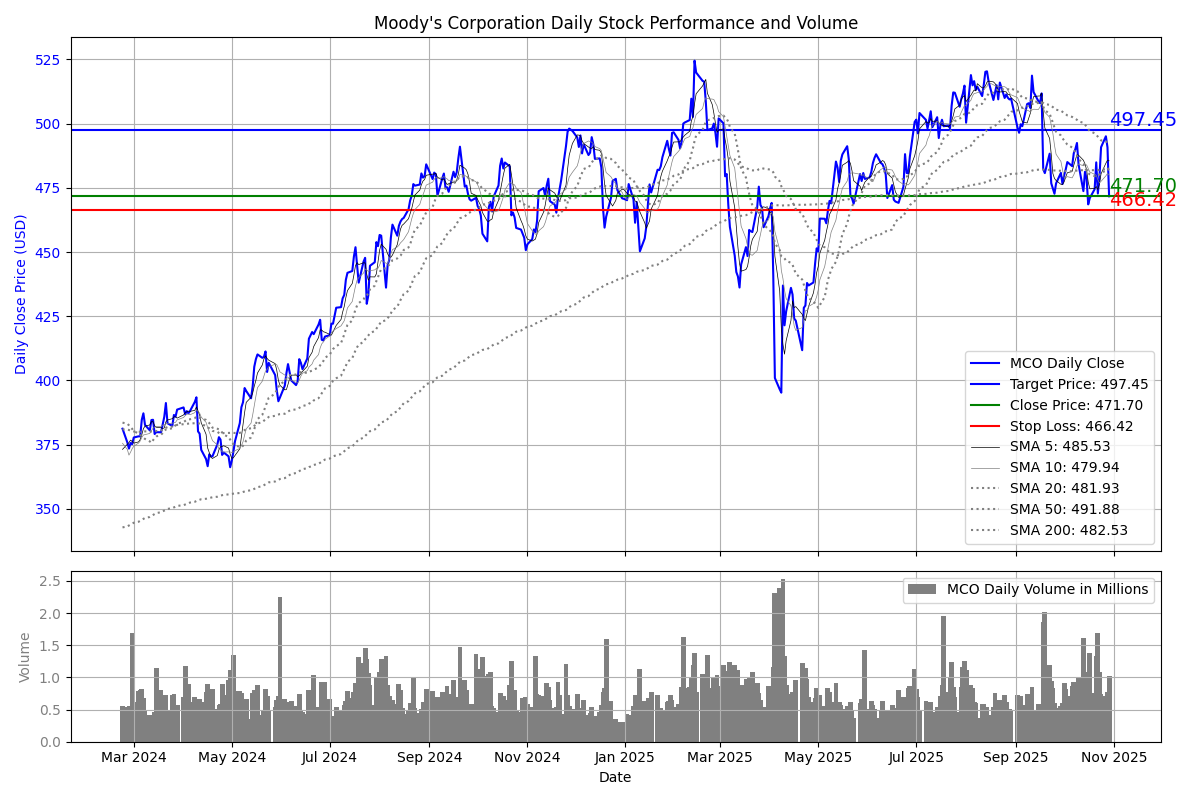 Moody's Corporation Daily Stock Performance and Volume
Daily Close Price (USD)
525
500
475
450
425
400
375
350
497.45
471.70
466.42
MCO Daily Close
Target Price: 497.45
Close Price: 471.70
Stop Loss: 466.42
SMA 5: 485.53
SMA 10: 479.94
SMA 20: 481.93
SMA 50: 491.88
SMA 200: 482.53
Volume
2.5
2.0
1.5
1.0
0.5
0.0
MCO Daily Volume in Millions
Mar 2024 May 2024 Jul 2024 Sep 2024 Nov 2024 Jan 2025 Mar 2025 May 2025 Jul 2025 Sep 2025 Nov 2025
Date